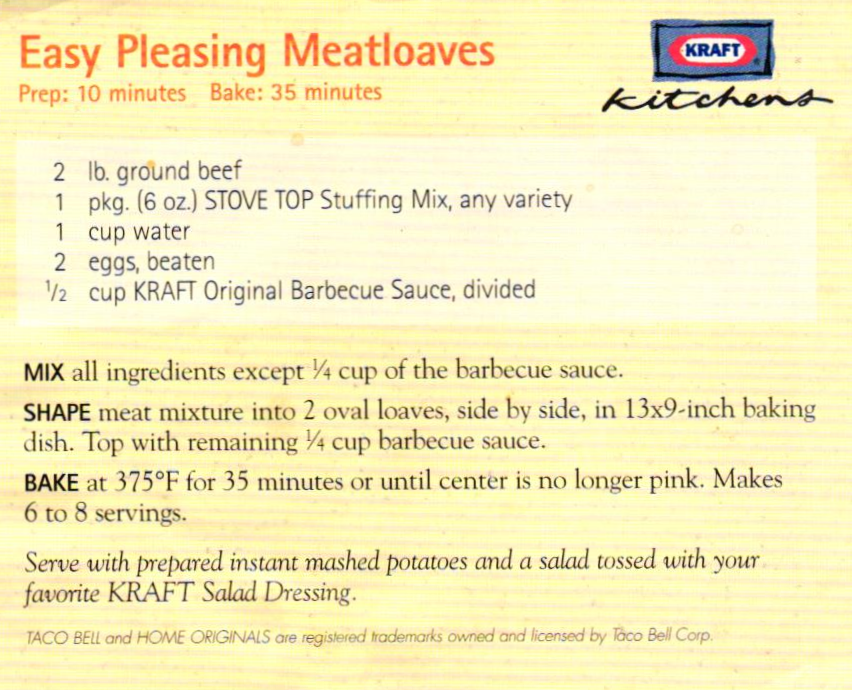 Easy Pleasing Meatloaves
Prep: 10 minutes Bake: 35 minutes
KRAFT
kitchens
2 lb. ground beef
1 pkg. (6 oz.) STOVE TOP Stuffing Mix, any variety
1 cup water
2 eggs, beaten
1/2 cup KRAFT Original Barbecue Sauce, divided
MIX all ingredients except ¼ cup of the barbecue sauce.
SHAPE meat mixture into 2 oval loaves, side by side, in 13x9-inch baking
dish. Top with remaining ¼ cup barbecue sauce.
BAKE at 375°F for 35 minutes or until center is no longer pink. Makes
6 to 8 servings.
Serve with prepared instant mashed potatoes and a salad tossed with your
favorite KRAFT Salad Dressing.
TACO BELL and HOME ORIGINALS are registered trademarks owned and licensed by Taco Bell Corp.